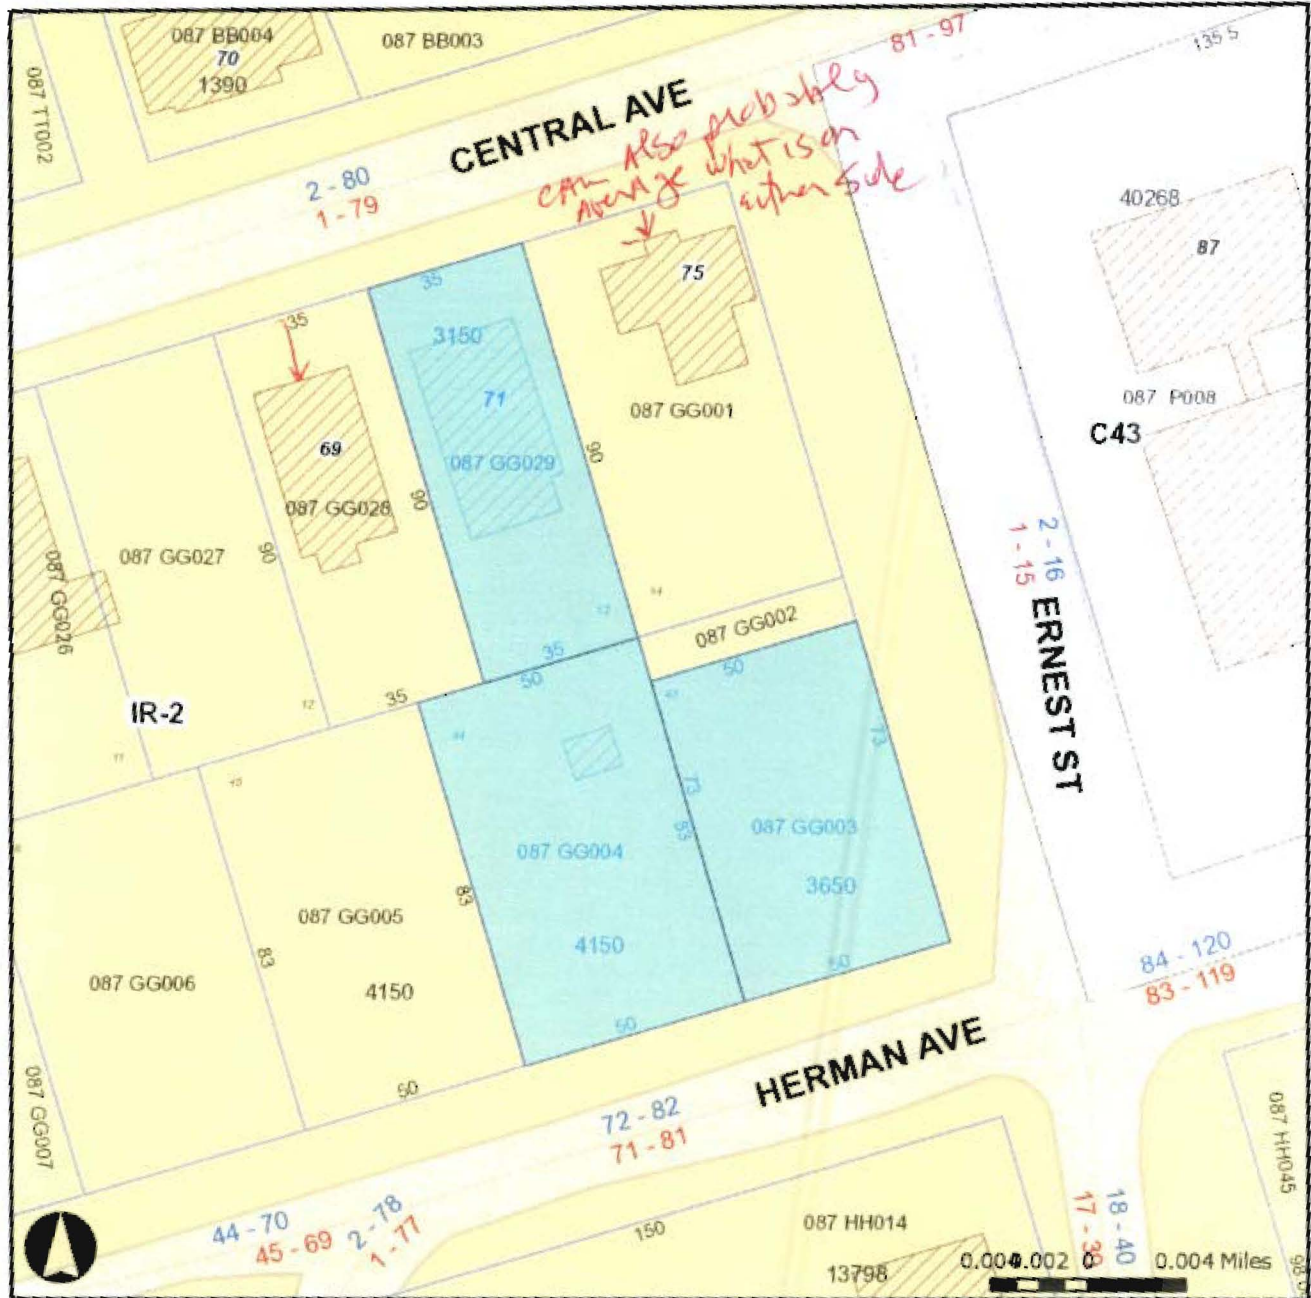 087 BB004
70
1390
087 BB003
087 TT002
81 - 97
135 5
CENTRAL AVE
2 - 80
1 - 79
can Also probably
average what is on
either side
40268
87
75
35
3150
35
71
69
087 GG001
087 P008
C43
087 GG029
90
90
087 GG028
90
087 GG027
087 GG026
2 - 16
1 - 15
ERNEST ST
14
13
087 GG002
35
50
50
35
IR-2
12
11
087 GG004
73
83
73
087 GG003
3650
83
087 GG005
4150
4150
83
087 GG006
50
50
50
84 - 120
83 - 119
HERMAN AVE
72 - 82
71 - 81
087 GG007
087 HH045
44 - 70
45 - 69
2 - 78
1 - 77
150
087 HH014
13798
18 - 40
0.004
0.002
0
0.004 Miles